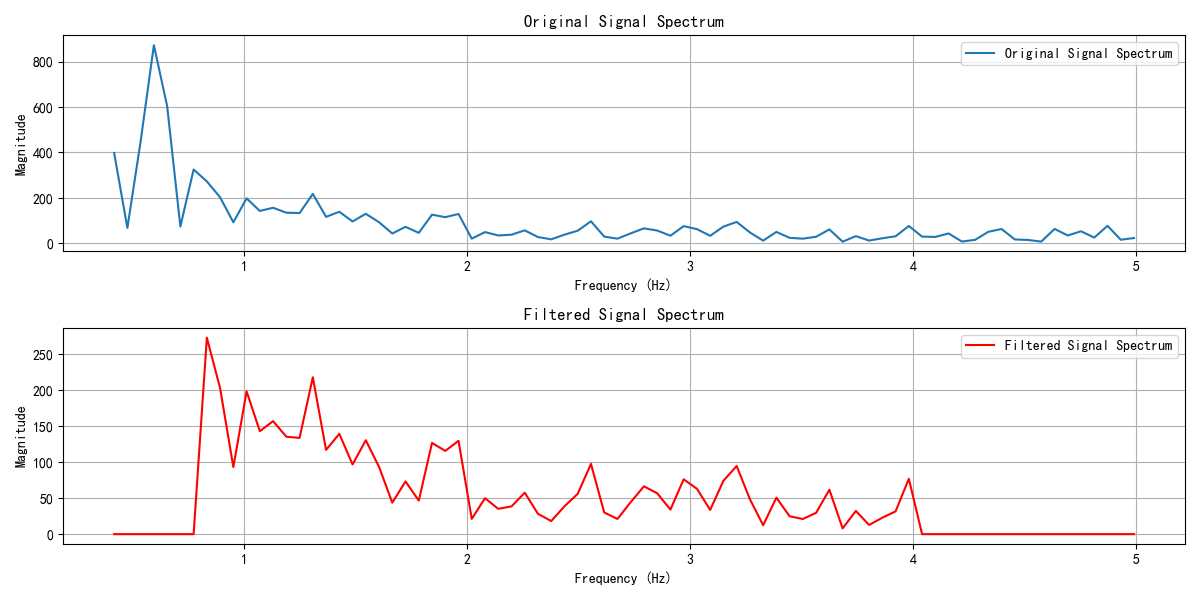 Original Signal Spectrum
Original Signal Spectrum
Magnitude
800
600
400
200
0
1
2
3
4
5
Frequency (Hz)
Filtered Signal Spectrum
Filtered Signal Spectrum
Magnitude
250
200
150
100
50
0
1
2
3
4
5
Frequency (Hz)